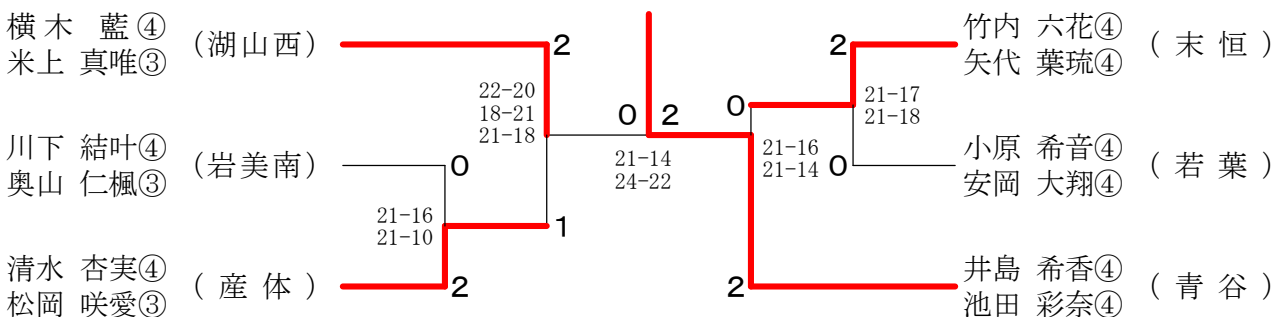 横木 藍④
米上 真唯③
(湖山西)
2
22-20
18-21
21-18
川下 結叶④
奥山 仁楓③
(岩美南)
0
21-16
21-10
1
清水 杏実④
松岡 咲愛③
(産体)
2
0 2
21-14
24-22
竹内 六花④
矢代 葉琉④
(末恒)
2
0
21-17
21-18
小原 希音④
安岡 大翔④
(若葉)
0
21-16
21-14
井島 希香④
池田 彩奈④
(青谷)
2